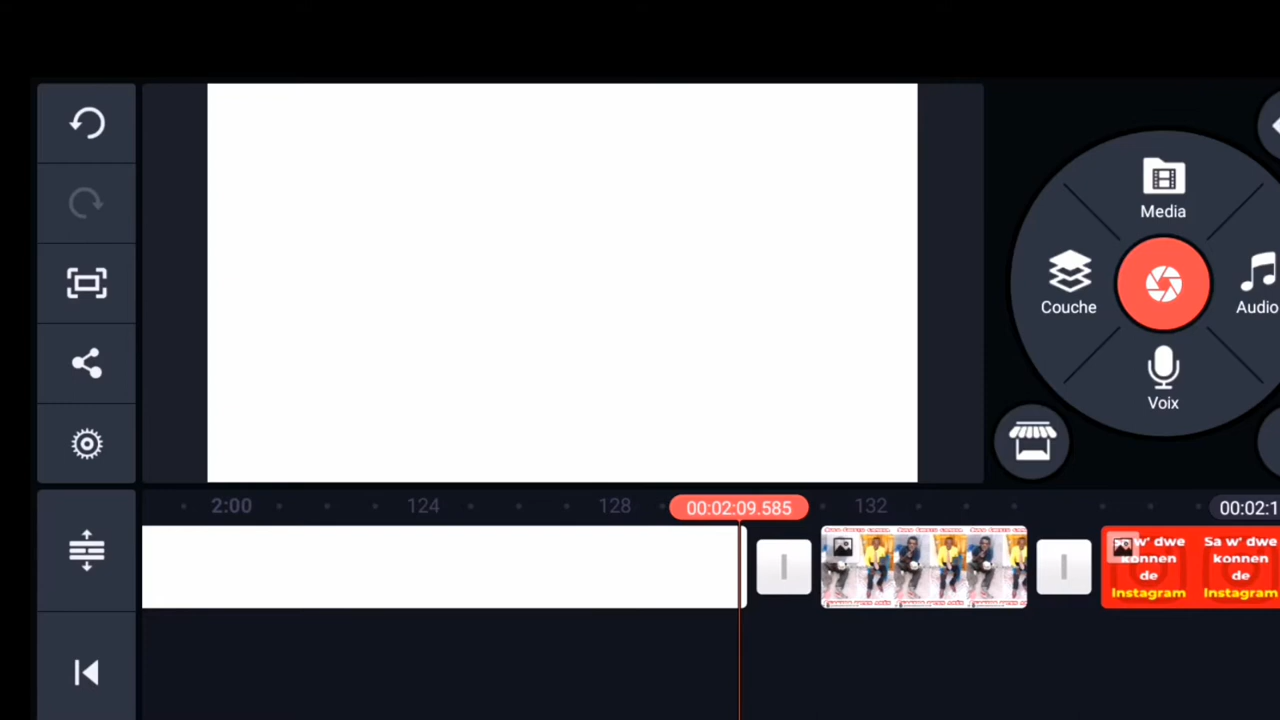 Media
Couche
Audio
Voix
2:00
124
128
00:02:09.585
132
00:02:1
Sa w' dwe
konnen
de
Instagram
Sa w' dwe
konnen
de
Instagram